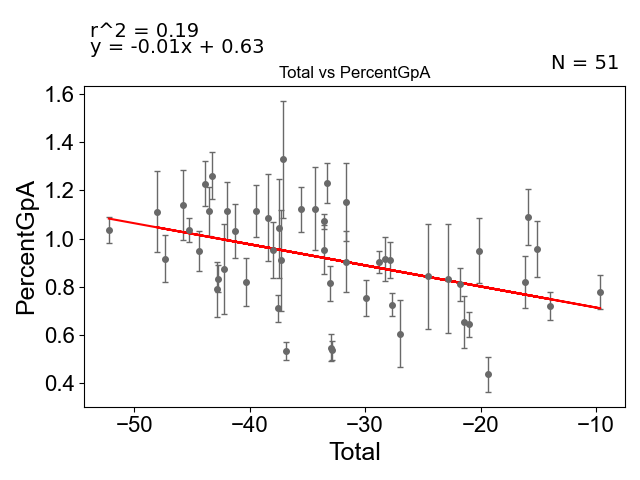 r^2 = 0.19
y = -0.01x + 0.63
N = 51
Total vs PercentGpA
PercentGpA
1.6
1.4
1.2
1.0
0.8
0.6
0.4
−50 −40 −30 −20 −10
Total